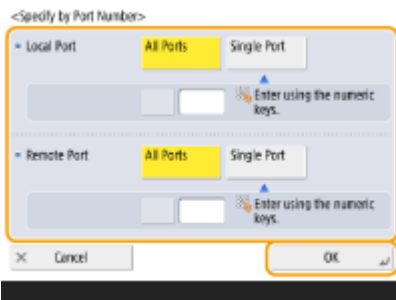 <Specify by Port Number>
Local Port
All Ports
Single Port
Enter using the numeric
keys.
Remote Port
All Ports
Single Port
Enter using the numeric
keys.
× Cancel
OK